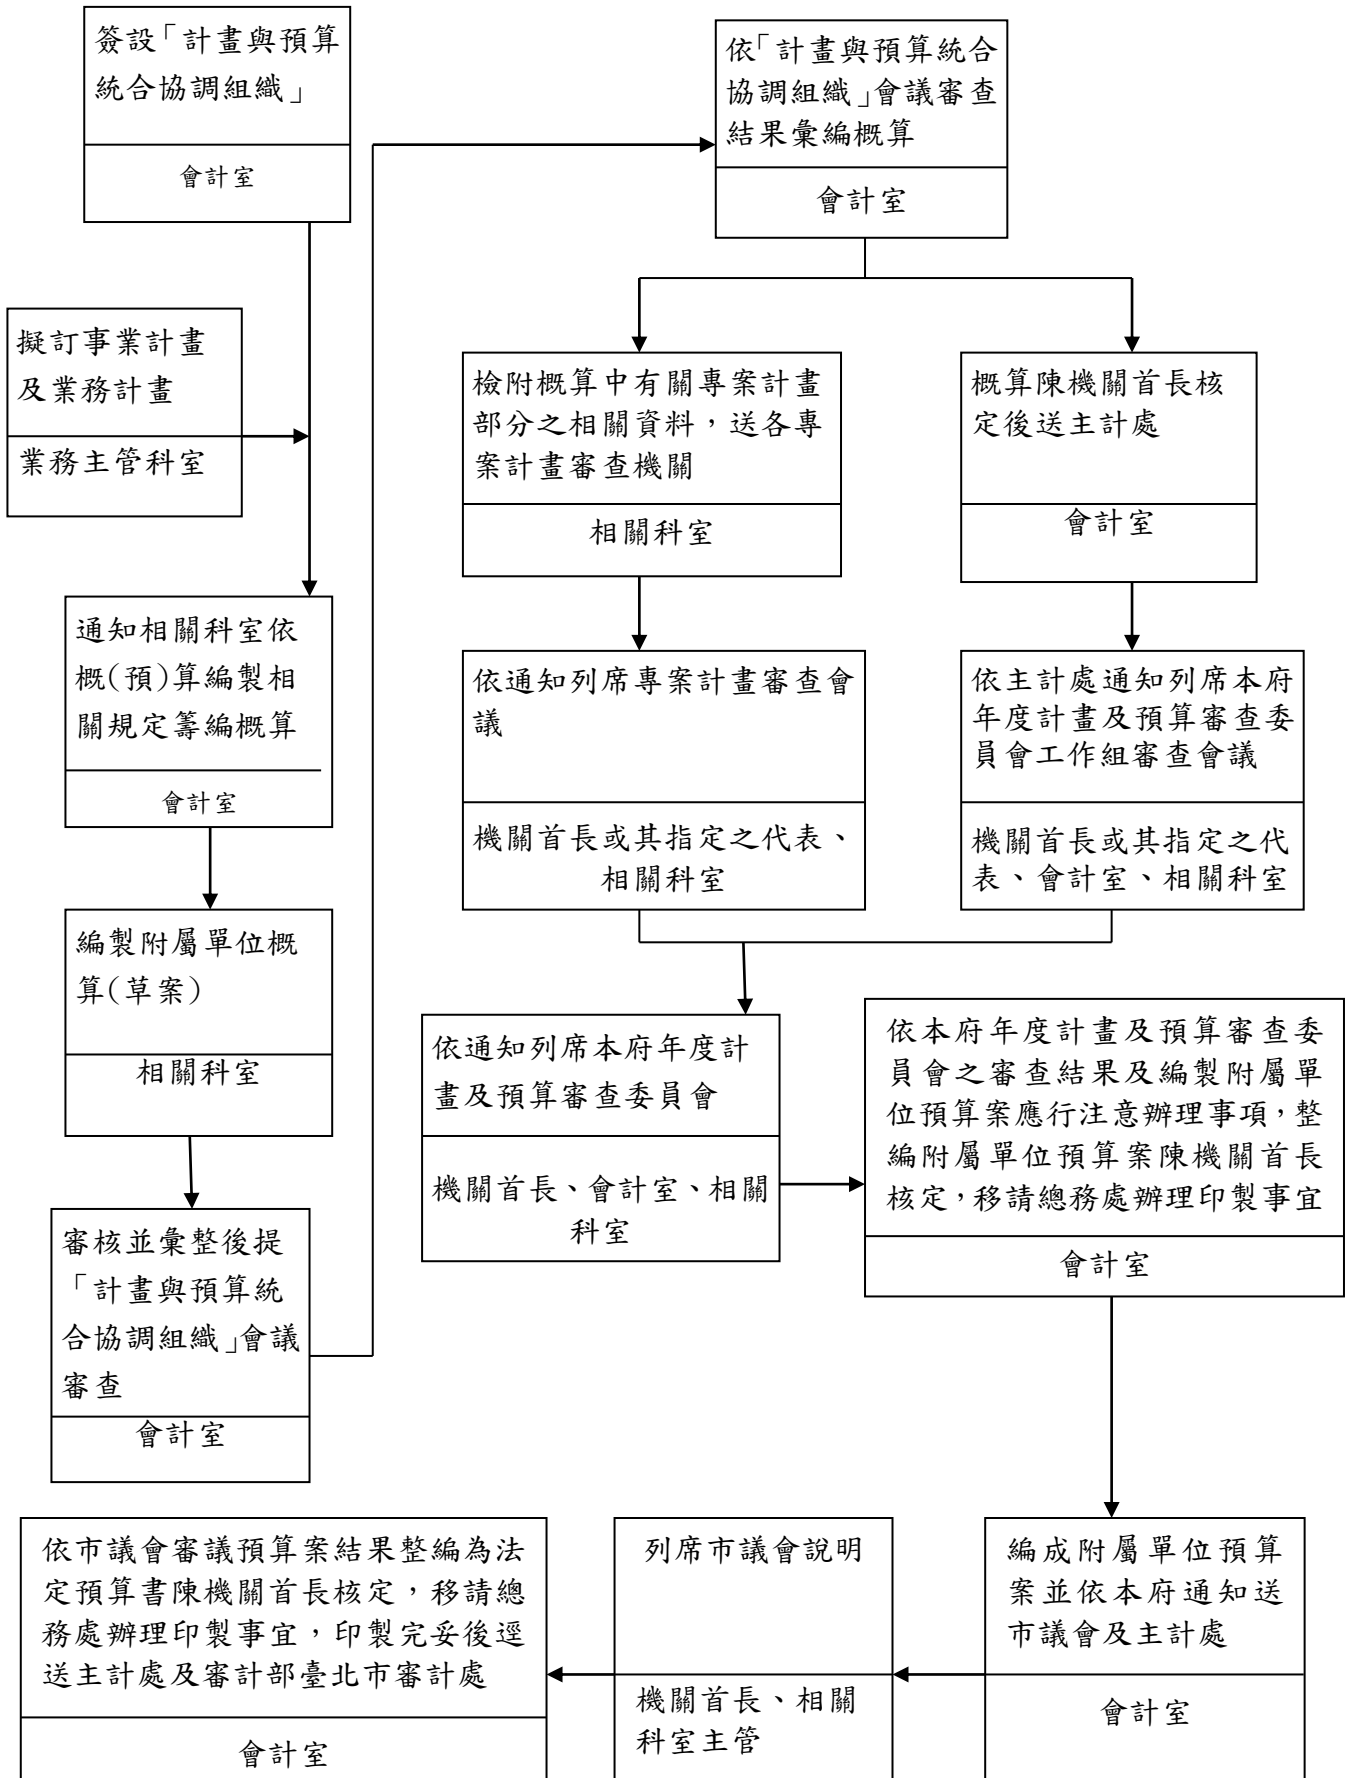 簽設「計畫與預算
統合協調組織」
會計室
擬訂事業計畫
及業務計畫
業務主管科室
通知相關科室依
概(預)算編製相
關規定籌編概算
會計室
編製附屬單位概
算(草案)
相關科室
審核並彙整後提
「計畫與預算統
合協調組織」會議
審查
會計室
依「計畫與預算統合
協調組織」會議審查
結果彙編概算
會計室
檢附概算中有關專案計畫
部分之相關資料，送各專
案計畫審查機關
相關科室
概算陳機關首長核
定後送主計處
會計室
依通知列席專案計畫審查會
議
機關首長或其指定之代表、
相關科室
依主計處通知列席本府
年度計畫及預算審查委
員會工作組審查會議
機關首長或其指定之代
表、會計室、相關科室
依通知列席本府年度計
畫及預算審查委員會
機關首長、會計室、相關
科室
依本府年度計畫及預算審查委
員會之審查結果及編製附屬單
位預算案應行注意辦理事項，整
編附屬單位預算案陳機關首長
核定，移請總務處辦理印製事宜
會計室
編成附屬單位預算
案並依本府通知送
市議會及主計處
會計室
列席市議會說明
機關首長、相關
科室主管
依市議會審議預算案結果整編為法
定預算書陳機關首長核定，移請總
務處辦理印製事宜，印製完妥後逕
送主計處及審計部臺北市審計處
會計室